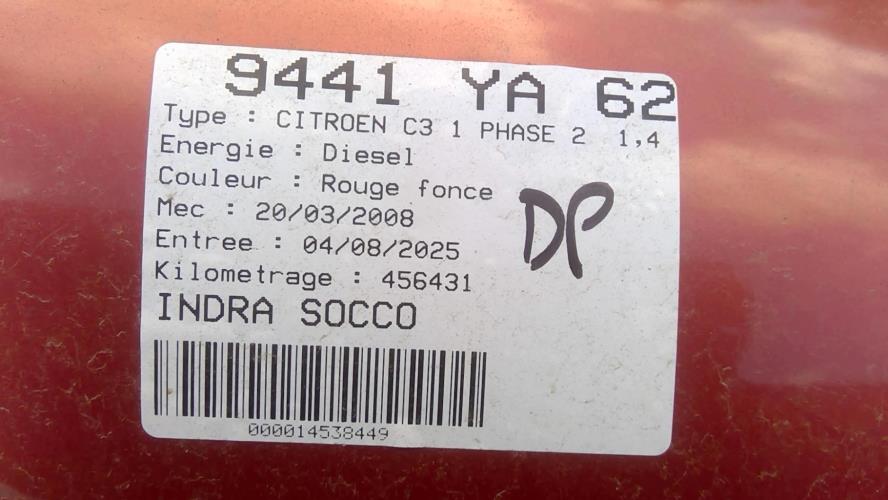 9441 YA 62
Type : CITROEN C3 1 PHASE 2 1,4
Energie : Diesel
Couleur : Rouge fonce
Mec : 20/03/2008
Entree : 04/08/2025
Kilometrage : 456431
DP
INDRA SOCCO
000014538449